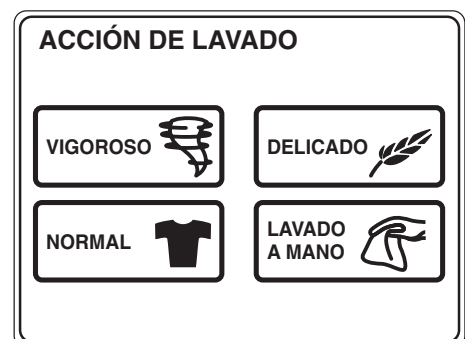 ACCIÓN DE LAVADO
VIGOROSO
DELICADO
NORMAL
LAVADO
A MANO